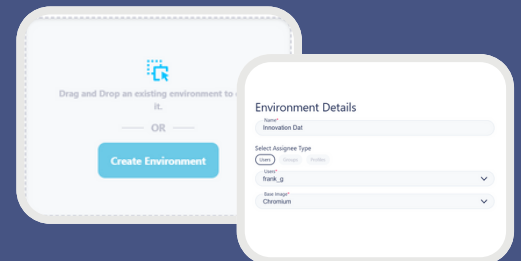 Drag and Drop an existing environment to
it.
OR
Create Environment
Environment Details
Name*
Innovation Dat
Select Assignee Type
Users Groups Profiles
Users*
frank_g
Base Image*
Chromium